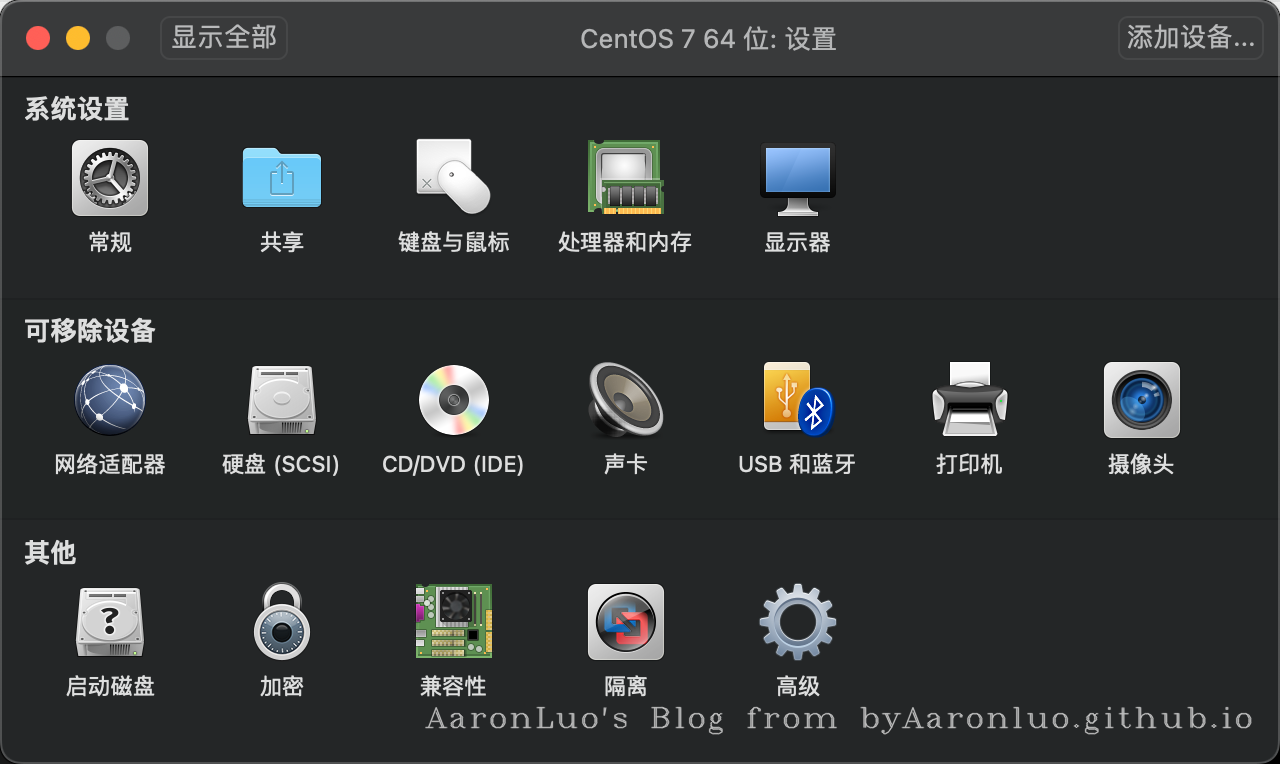 显示全部
CentOS 7 64 位: 设置
添加设备...
系统设置
常规
共享
键盘与鼠标
处理器和内存
显示器
可移除设备
网络适配器
硬盘 (SCSI)
CD/DVD (IDE)
声卡
USB 和蓝牙
打印机
摄像头
其他
启动磁盘
加密
兼容性
隔离
高级
AaronLuo's Blog from byAaronluo.github.io